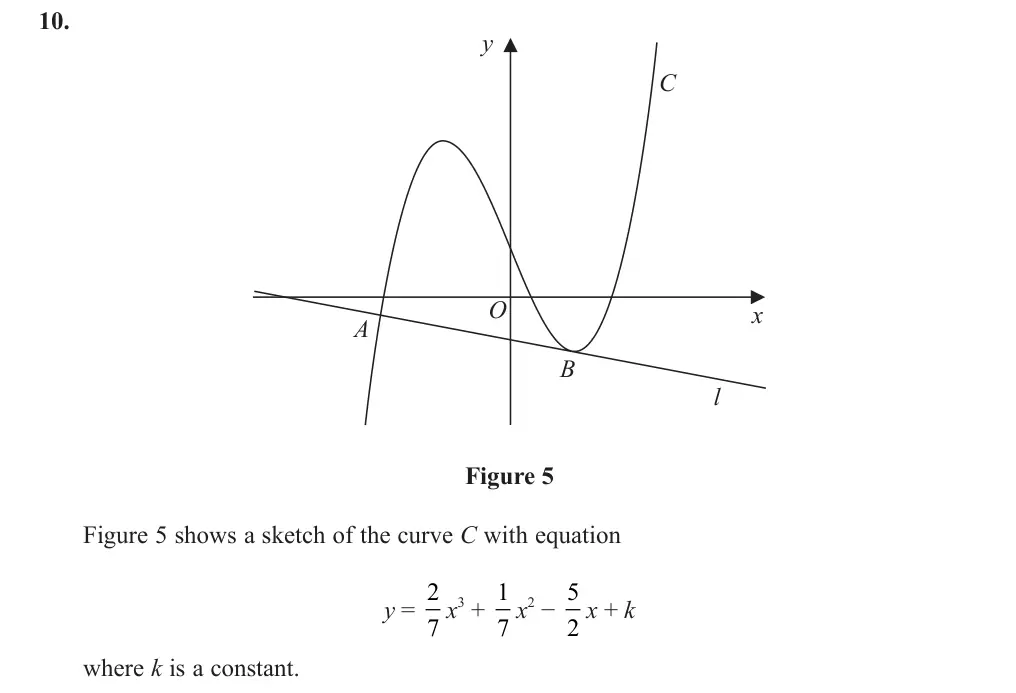 10.
y
C
O
x
A
B
l
Figure 5
Figure 5 shows a sketch of the curve C with equation
y = 2/7 x³ + 1/7 x² − 5/2 x + k
where k is a constant.